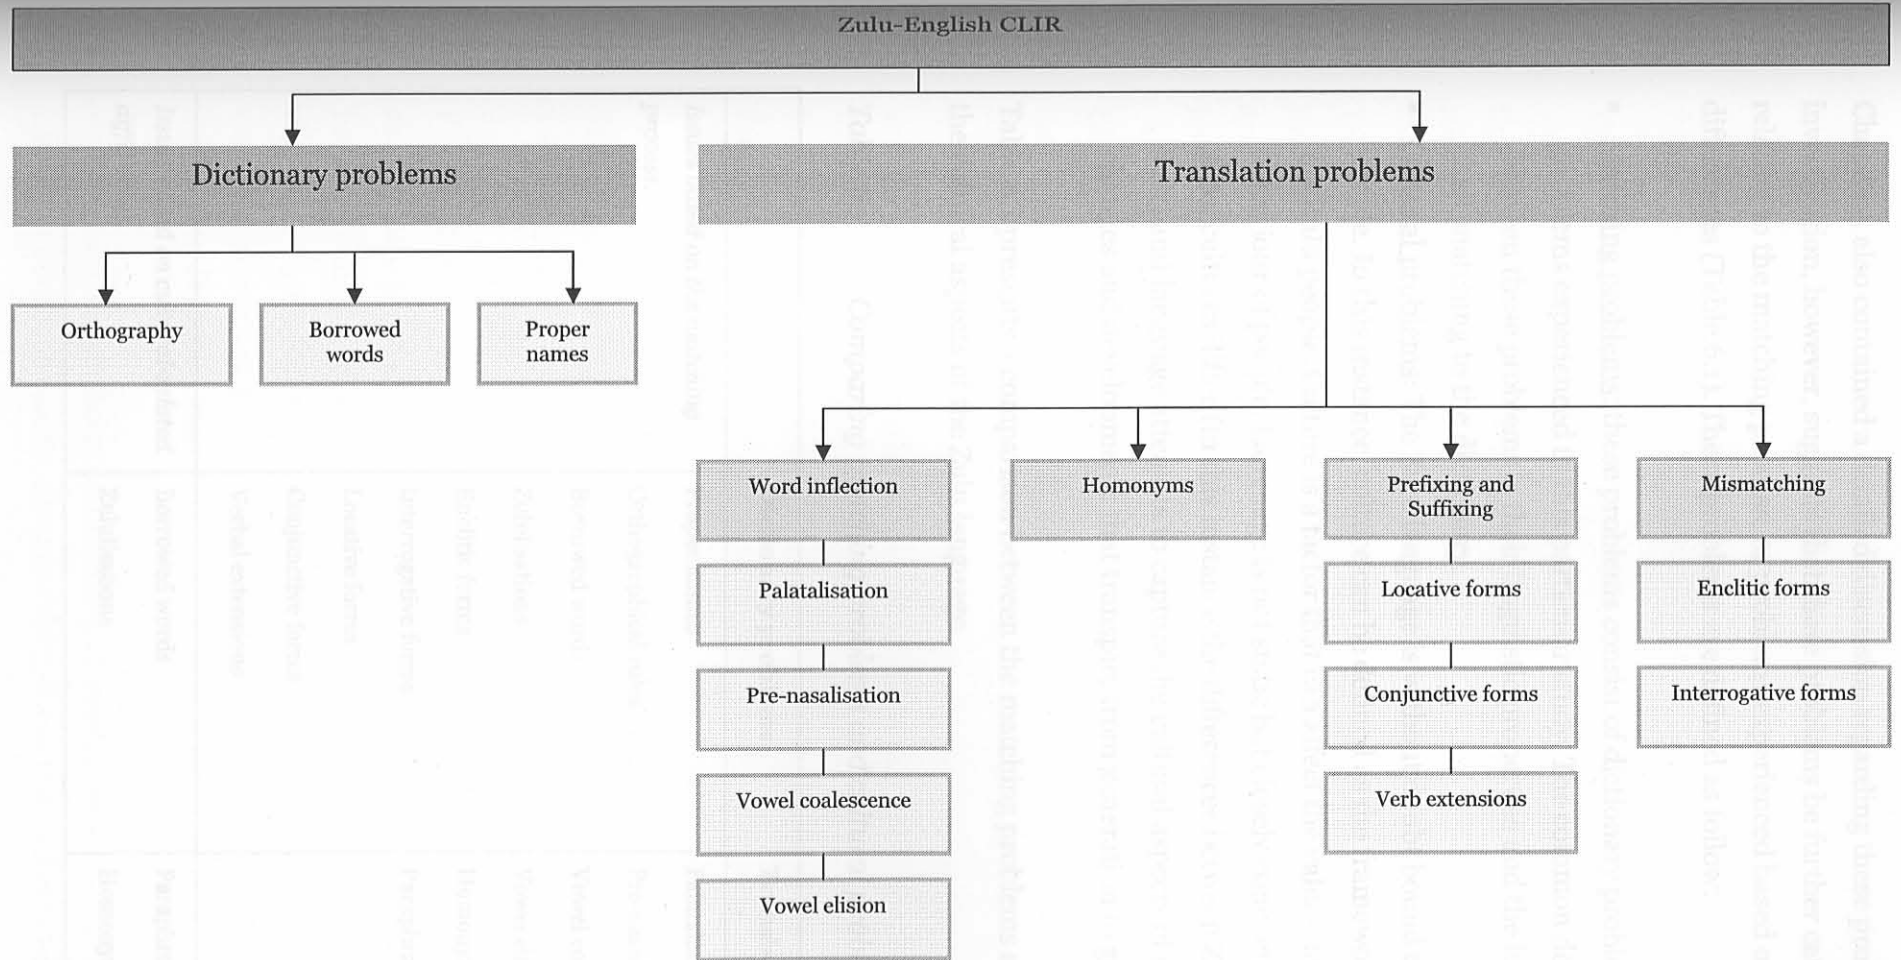 Zulu-English CLIR
Dictionary problems
Translation problems
Orthography
Borrowed
words
Proper
names
Word inflection
Homonyms
Prefixing and
Suffixing
Mismatching
Palatalisation
Locative forms
Enclitic forms
Pre-nasalisation
Conjunctive forms
Interrogative forms
Vowel coalescence
Verb extensions
Vowel elision